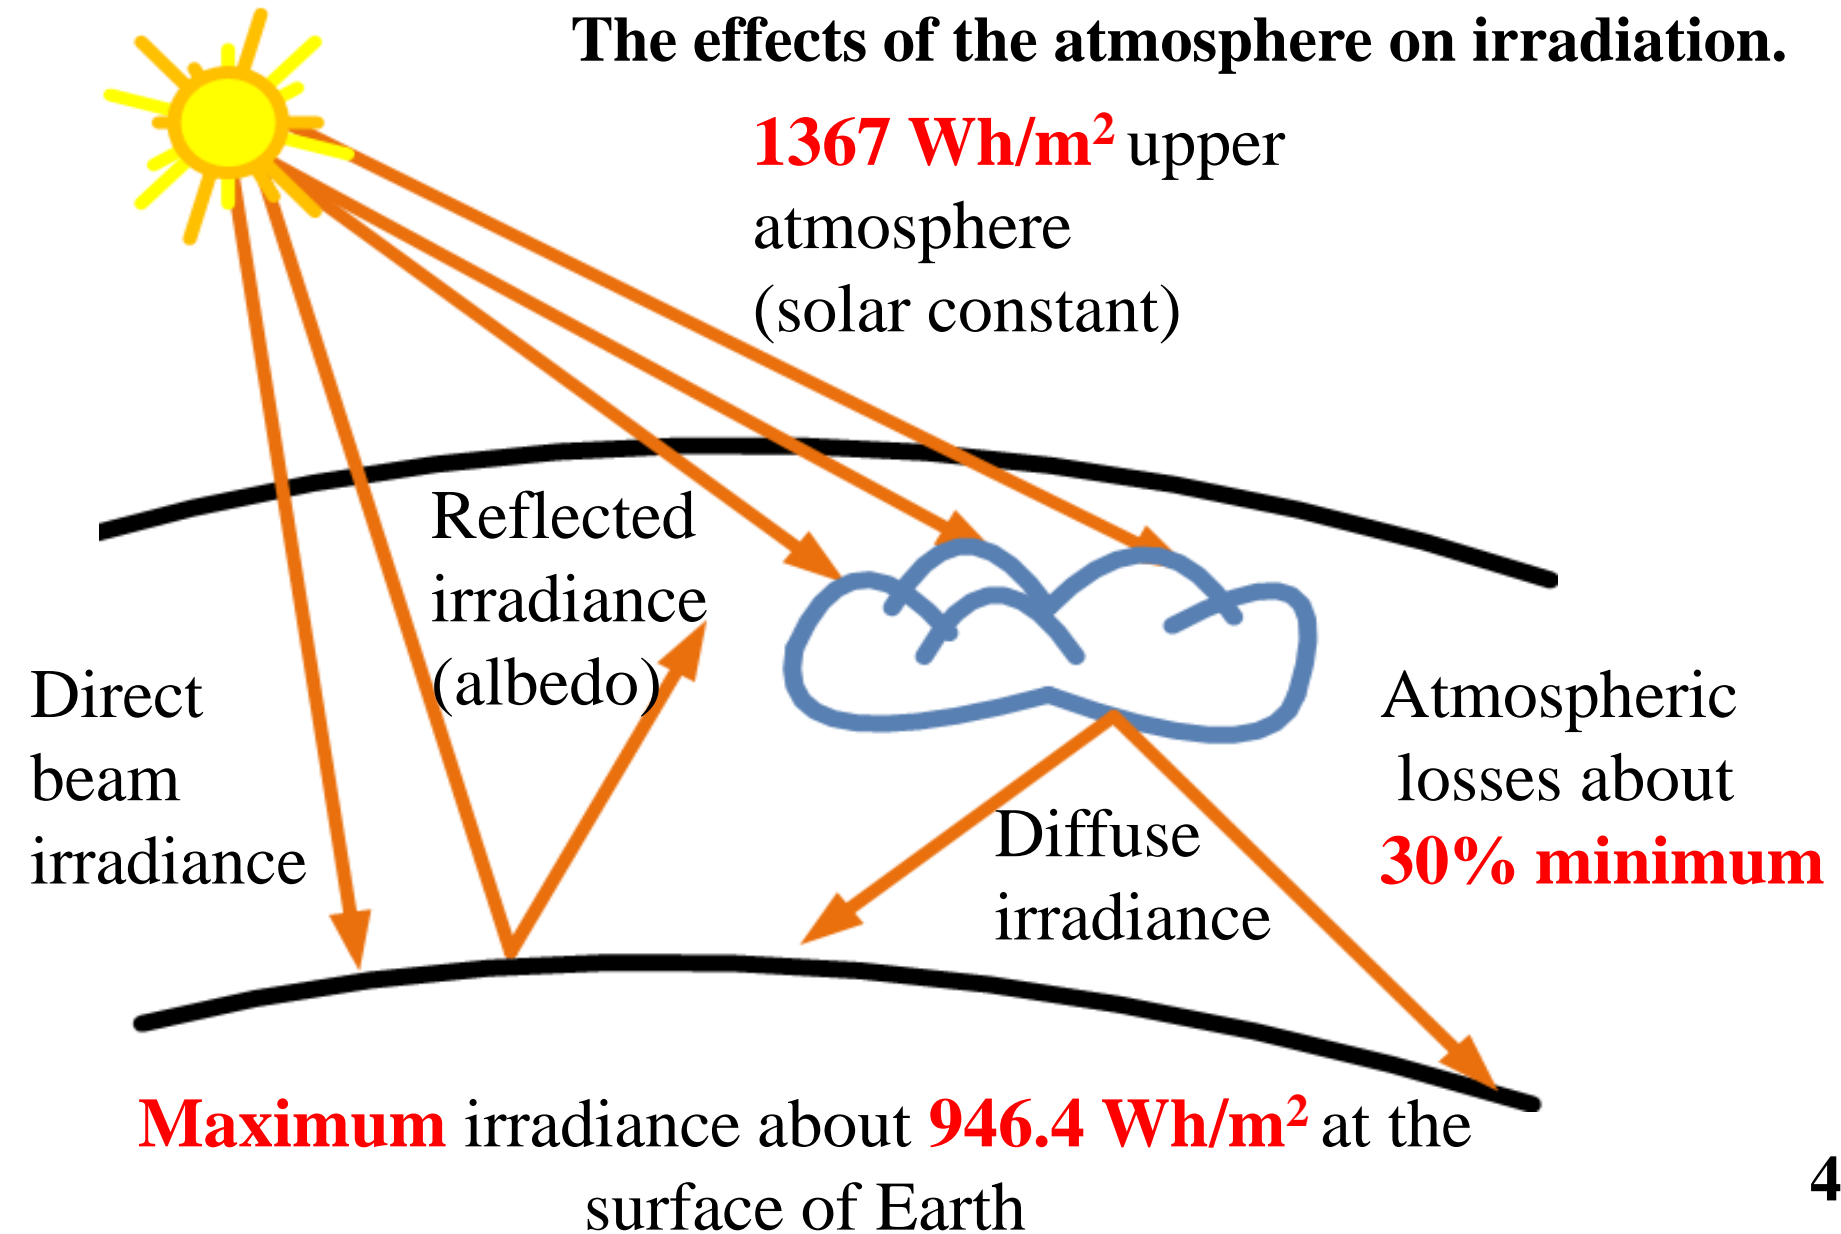 The effects of the atmosphere on irradiation.
1367 Wh/m² upper
atmosphere
(solar constant)
Reflected
irradiance
(albedo)
Direct
beam
irradiance
Atmospheric
losses about
30% minimum
Diffuse
irradiance
Maximum irradiance about 946.4 Wh/m² at the
surface of Earth
4